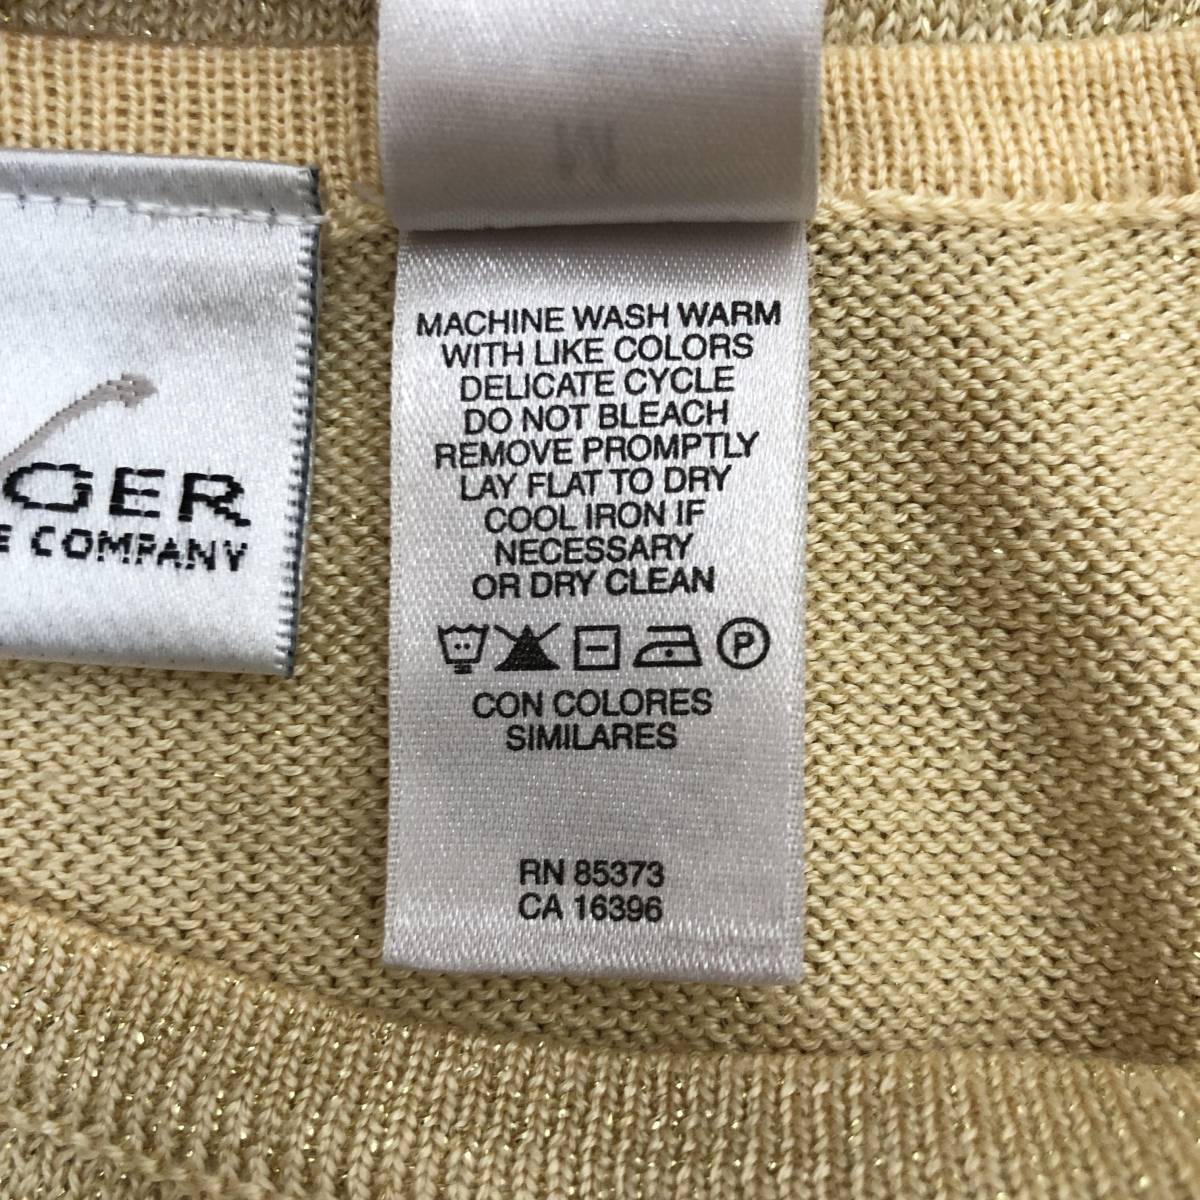 GER
COMPANY
MACHINE WASH WARM
WITH LIKE COLORS
DELICATE CYCLE
DO NOT BLEACH
REMOVE PROMPTLY
LAY FLAT TO DRY
COOL IRON IF
NECESSARY
OR DRY CLEAN
P
CON COLORES
SIMILARES
RN 85373
CA 16396